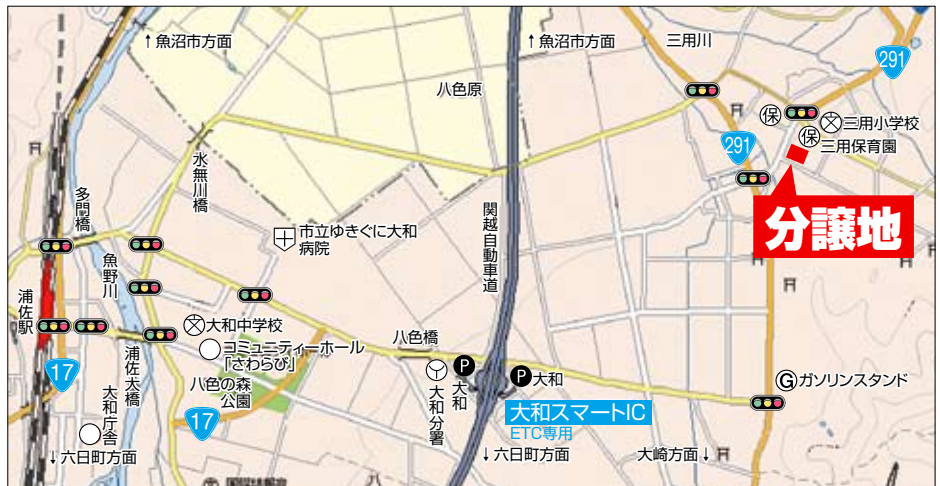 ↑魚沼市方面
↑魚沼市方面
三用川
291
八色原
保
三用小学校
保
三用保育園
291
水無川橋
多門橋
関越自動車道
分譲地
市立ゆきぐに大和
病院
魚野川
浦佐駅
大和中学校
コミュニティーホール
「さわらび」
八色橋
浦佐大橋
八色の森
公園
P
大和
P
大和
G
ガソリンスタンド
17
17
大和庁舎
大和分署
大和スマートIC
ETC専用
↓六日町方面
↓六日町方面
大崎方面↓